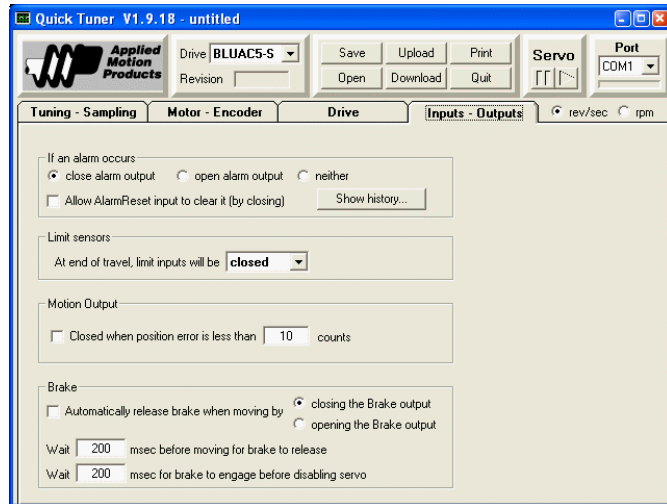 Quick Tuner V1.9.18 - untitled
Applied Motion Products
Drive BLUAC5-S
Revision
Save Upload Print
Open Download Quit
Servo
Port
COM1
Tuning - Sampling Motor - Encoder Drive Inputs - Outputs rev/sec rpm
If an alarm occurs
close alarm output open alarm output neither
Allow AlarmReset input to clear it (by closing) Show history...
Limit sensors
At end of travel, limit inputs will be closed
Motion Output
Closed when position error is less than 10 counts
Brake
Automatically release brake when moving by closing the Brake output
opening the Brake output
Wait 200 msec before moving for brake to release
Wait 200 msec for brake to engage before disabling servo